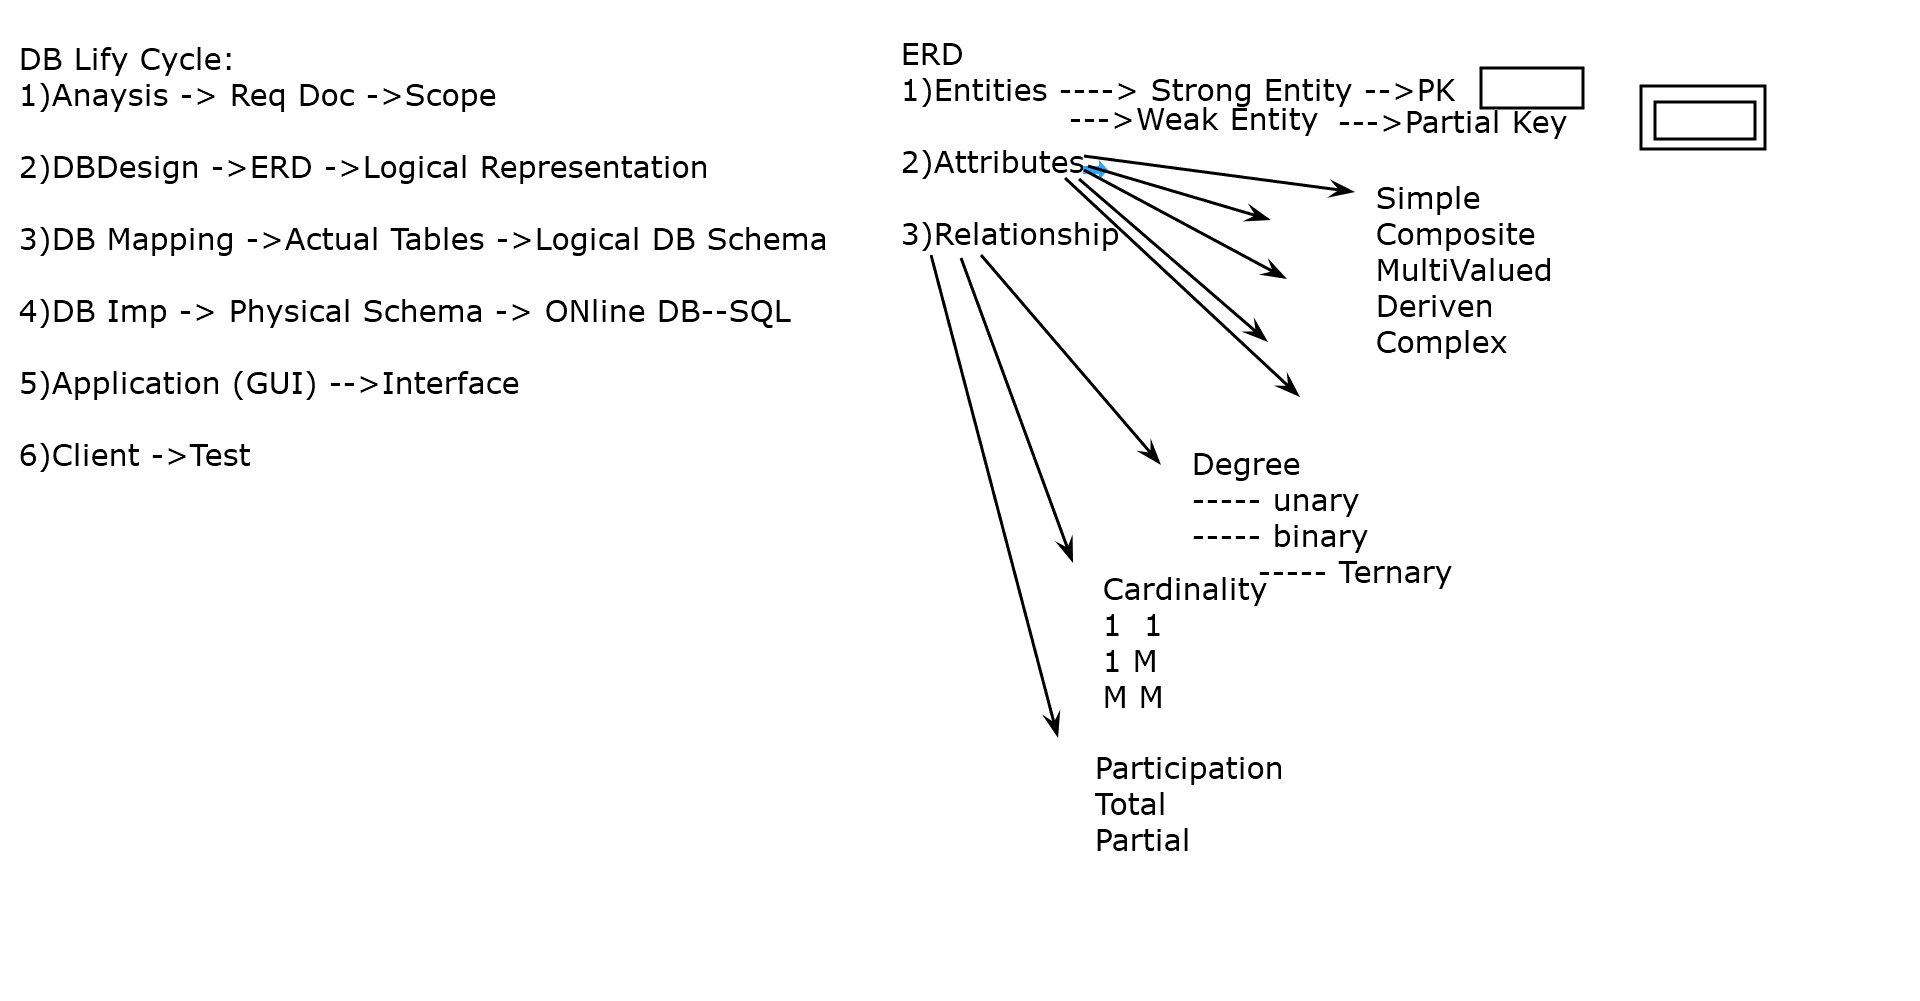 DB Lify Cycle:
1)Anaysis -> Req Doc ->Scope
2)DBDesign ->ERD ->Logical Representation
3)DB Mapping ->Actual Tables ->Logical DB Schema
4)DB Imp -> Physical Schema -> ONline DB--SQL
5)Application (GUI) -->Interface
6)Client ->Test
ERD
1)Entities ----> Strong Entity -->PK
--->Weak Entity --->Partial Key
2)Attributes
Simple
Composite
MultiValued
Deriven
Complex
3)Relationship
Degree
----- unary
----- binary
----- Ternary
Cardinality
1 1
1 M
M M
Participation
Total
Partial